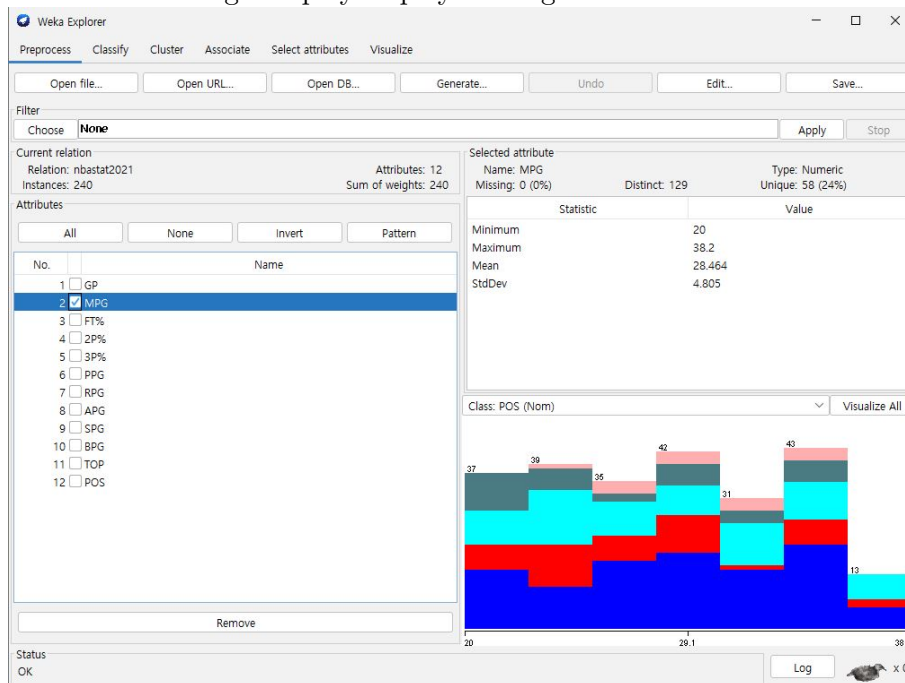 Weka Explorer
Preprocess Classify Cluster Associate Select attributes Visualize
Open file... Open URL... Open DB... Generate... Undo Edit... Save...
Filter
Choose None Apply Stop
Current relation
Relation: nbastat2021 Attributes: 12
Instances: 240 Sum of weights: 240
Attributes
All None Invert Pattern
No. Name
1 GP
2 MPG
3 FT%
4 2P%
5 3P%
6 PPG
7 RPG
8 APG
9 SPG
10 BPG
11 TOP
12 POS
Remove
Selected attribute
Name: MPG Type: Numeric
Missing: 0 (0%) Distinct: 129 Unique: 58 (24%)
Statistic Value
Minimum 20
Maximum 38.2
Mean 28.464
StdDev 4.805
Class: POS (Nom) Visualize All
37 39 35 42 31 43 13
20 29.1 38
Status
OK Log x 0